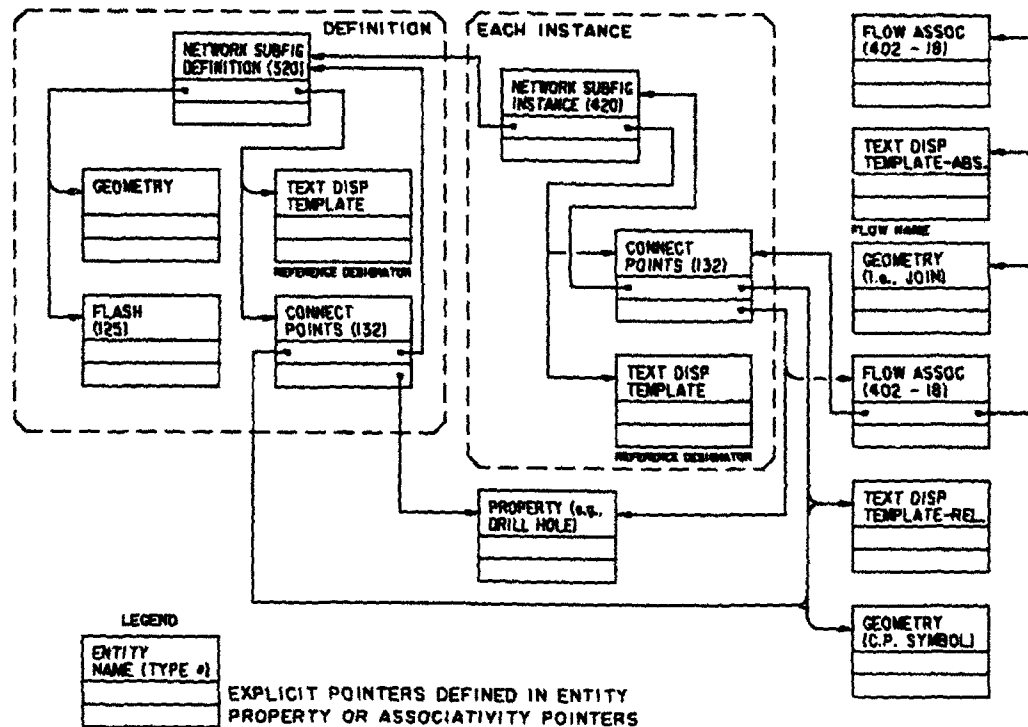 DEFINITION
NETWORK SUBFIG
DEFINITION (320)
GEOMETRY
TEXT DISP
TEMPLATE
REFERENCE DESIGNATOR
FLASH
(125)
CONNECT
POINTS (132)
EACH INSTANCE
NETWORK SUBFIG
INSTANCE (420)
CONNECT
POINTS (132)
TEXT DISP
TEMPLATE
REFERENCE DESIGNATOR
PROPERTY (e.g.,
DRILL HOLE)
FLOW ASSOC
(402 - 18)
TEXT DISP
TEMPLATE-ABS.
FLOW NAME
GEOMETRY
(i.e., JOIN)
FLOW ASSOC
(402 - 18)
TEXT DISP
TEMPLATE-REL.
GEOMETRY
(C.P. SYMBOL)
LEGEND
ENTITY
NAME (TYPE #)
EXPLICIT POINTERS DEFINED IN ENTITY
PROPERTY OR ASSOCIATIVITY POINTERS